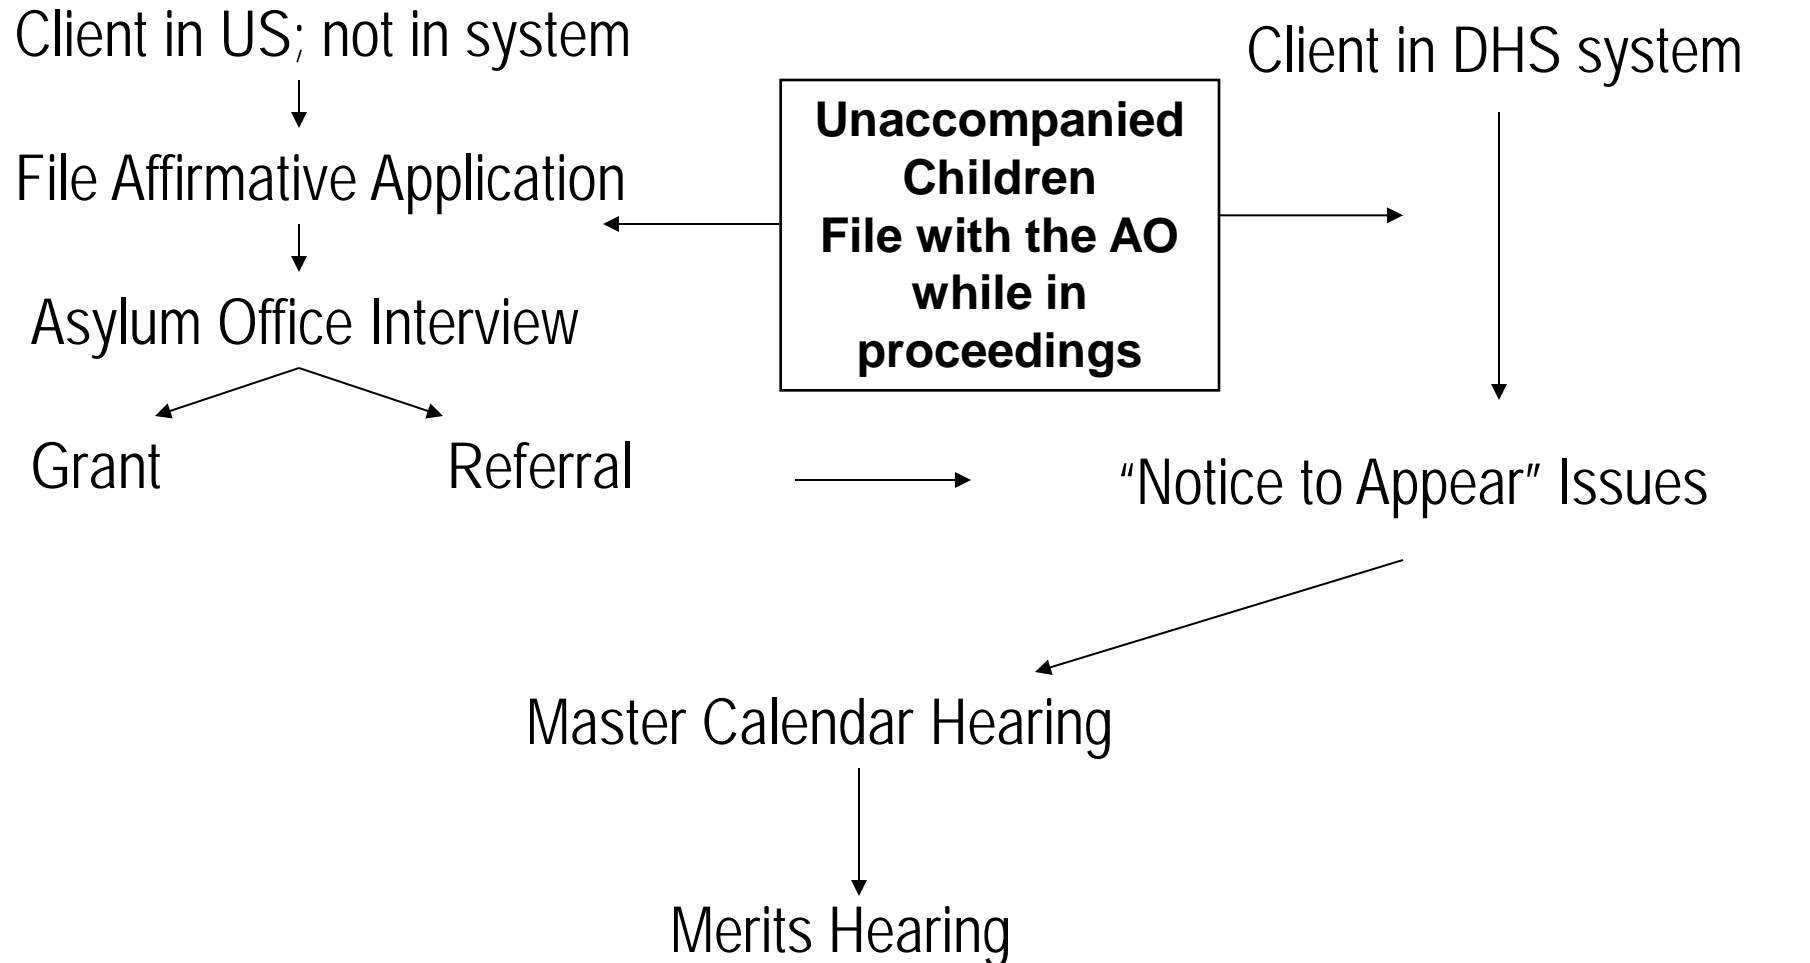 Client in US; not in system
Client in DHS system
Unaccompanied
Children
File with the AO
while in
proceedings
File Affirmative Application
Asylum Office Interview
Grant
Referral
“Notice to Appear” Issues
Master Calendar Hearing
Merits Hearing